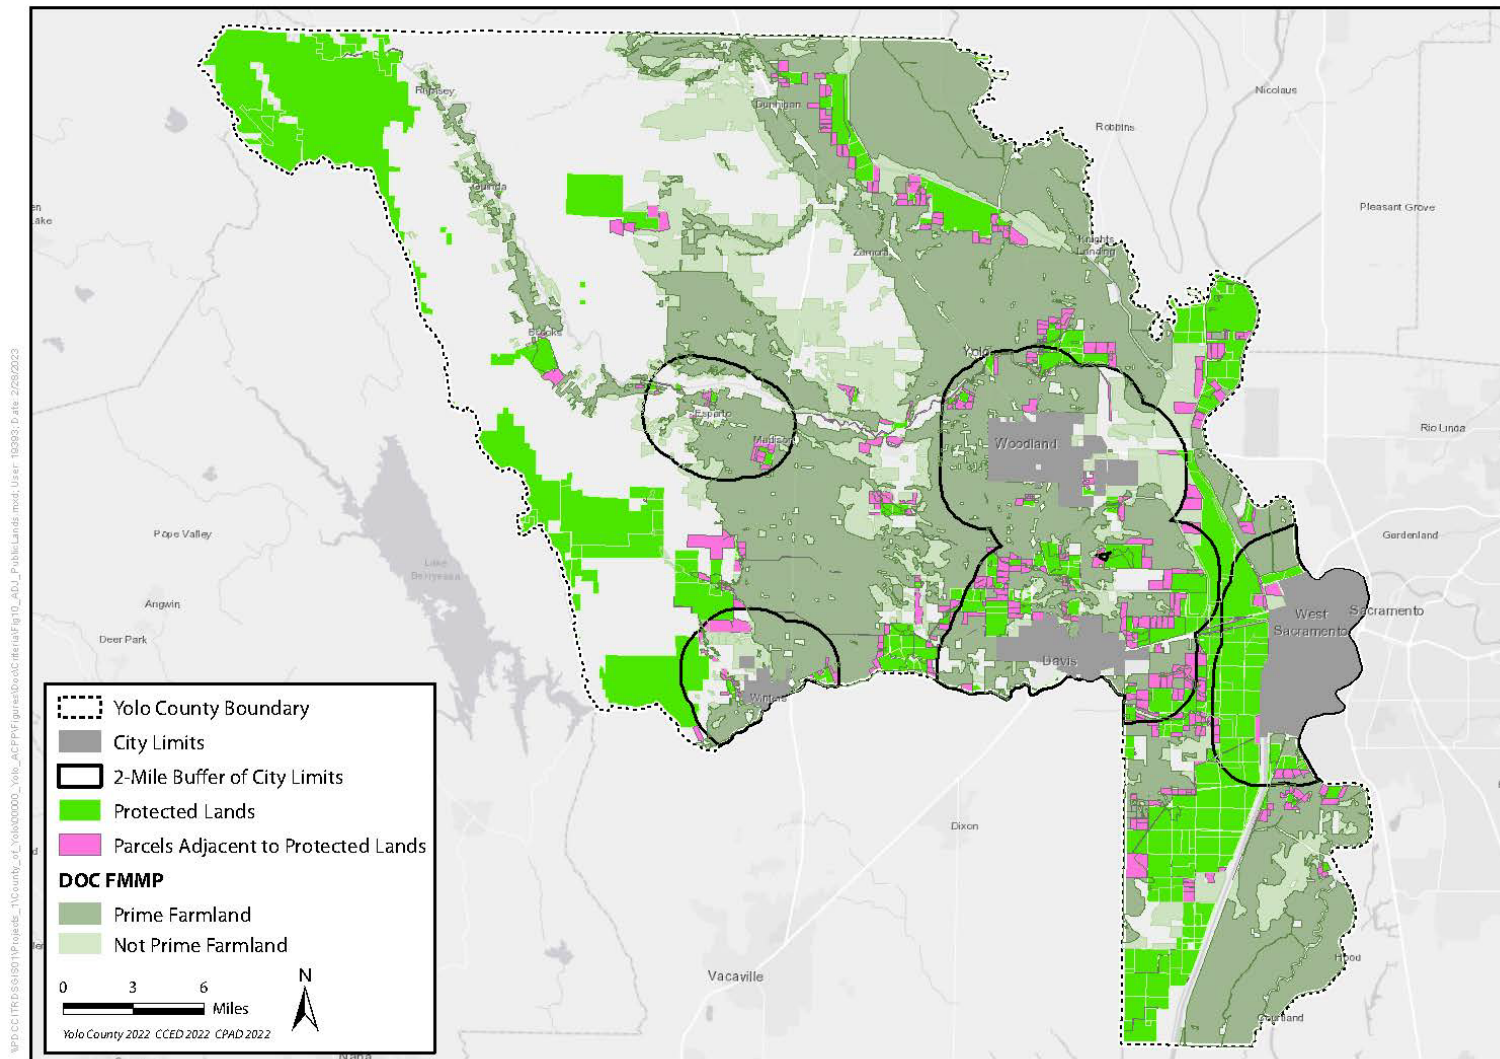 Rumsey
Nicolaus
Dunnigan
Robbins
Guinda
Pleasant Grove
Lake
Zamora
Knights
Landing
Brooks
Yolo
Esparto
Madison
Woodland
Rio Linda
Pope Valley
Lake
Berryessa
Gardenland
Angwin
Deer Park
West
Sacramento
Sacramento
Davis
Winters
Dixon
Vacaville
Hood
Courtland
Napa
Yolo County Boundary
City Limits
2-Mile Buffer of City Limits
Protected Lands
Parcels Adjacent to Protected Lands
DOC FMMP
Prime Farmland
Not Prime Farmland
N
0 3 6
Miles
Yolo County 2022 CCED 2022 CPAD 2022